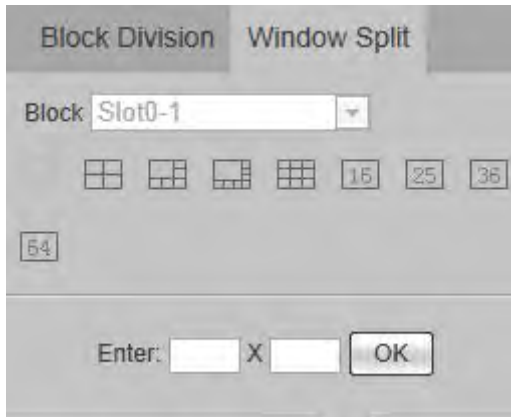 Block Division Window Split
Block Slot0-1
16 25 36
64
Enter: X OK